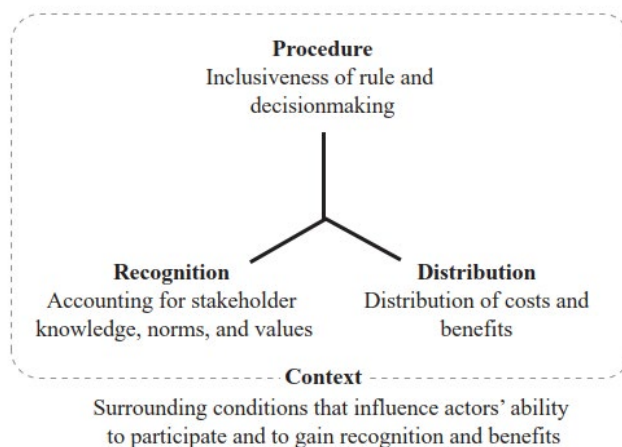 Procedure
Inclusiveness of rule and
decisionmaking
Recognition
Accounting for stakeholder
knowledge, norms, and values
Distribution
Distribution of costs and
benefits
Context
Surrounding conditions that influence actors’ ability
to participate and to gain recognition and benefits